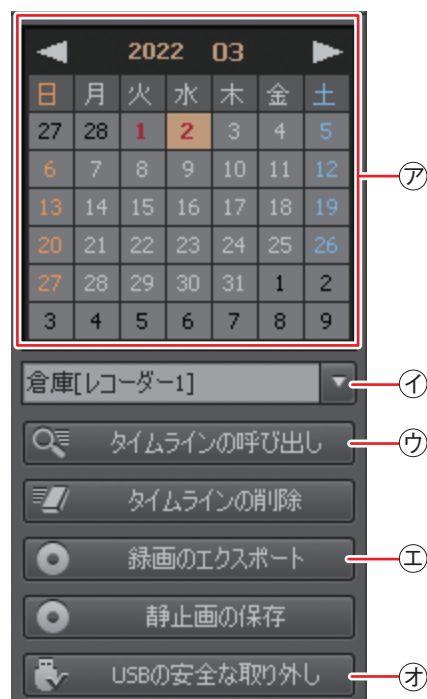 ◀ 2022 03 ▶
日 月 火 水 木 金 土
27 28 1 2 3 4 5
6 7 8 9 10 11 12
13 14 15 16 17 18 19
20 21 22 23 24 25 26
27 28 29 30 31 1 2
3 4 5 6 7 8 9
㋐
倉庫[レコーダー1] ▼ ㋑
タイムラインの呼び出し ㋒
タイムラインの削除
録画のエクスポート ㋓
静止画の保存
USBの安全な取り外し ㋔